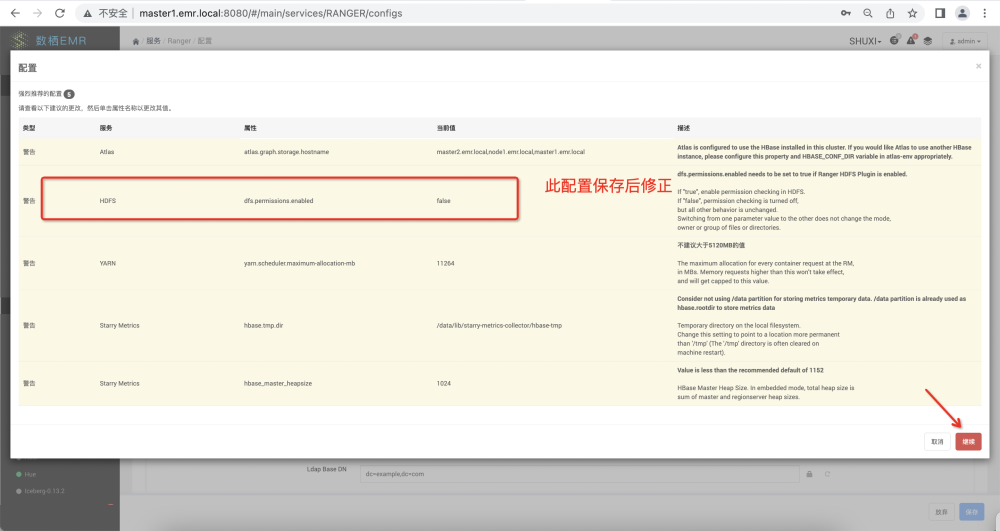 不安全 master1.emr.local:8080/#/main/services/RANGER/configs
数栖EMR
服务 / Ranger / 配置
SHUXI
admin
配置
×
强烈推荐的配置 5
请查看以下建议的更改，然后单击属性名称以更改其值。
类型 服务 属性 当前值 描述
警告 Atlas atlas.graph.storage.hostname master2.emr.local,node1.emr.local,master1.emr.local
Atlas is configured to use the HBase installed in this cluster. If you would like Atlas to use another HBase
instance, please configure this property and HBASE_CONF_DIR variable in atlas-env appropriately.
此配置保存后修正
警告 HDFS dfs.permissions.enabled false
dfs.permissions.enabled needs to be set to true if Ranger HDFS Plugin is enabled.
If "true", enable permission checking in HDFS.
If "false", permission checking is turned off,
but all other behavior is unchanged.
Switching from one parameter value to the other does not change the mode,
owner or group of files or directories.
警告 YARN yarn.scheduler.maximum-allocation-mb 11264
不建议大于5120MB的值
The maximum allocation for every container request at the RM,
in MBs. Memory requests higher than this won't take effect,
and will get capped to this value.
警告 Starry Metrics hbase.tmp.dir /data/lib/starry-metrics-collector/hbase-tmp
Consider not using /data partition for storing metrics temporary data. /data partition is already used as
hbase.rootdir to store metrics data
Temporary directory on the local filesystem.
Change this setting to point to a location more permanent
than '/tmp' (The '/tmp' directory is often cleared on
machine restart).
警告 Starry Metrics hbase_master_heapsize 1024
Value is less than the recommended default of 1152
HBase Master Heap Size. In embedded mode, total heap size is
sum of master and regionserver heap sizes.
取消 继续
Ldap Base DN dc=example,dc=com
Hue
Iceberg 0.13.2
放弃 保存